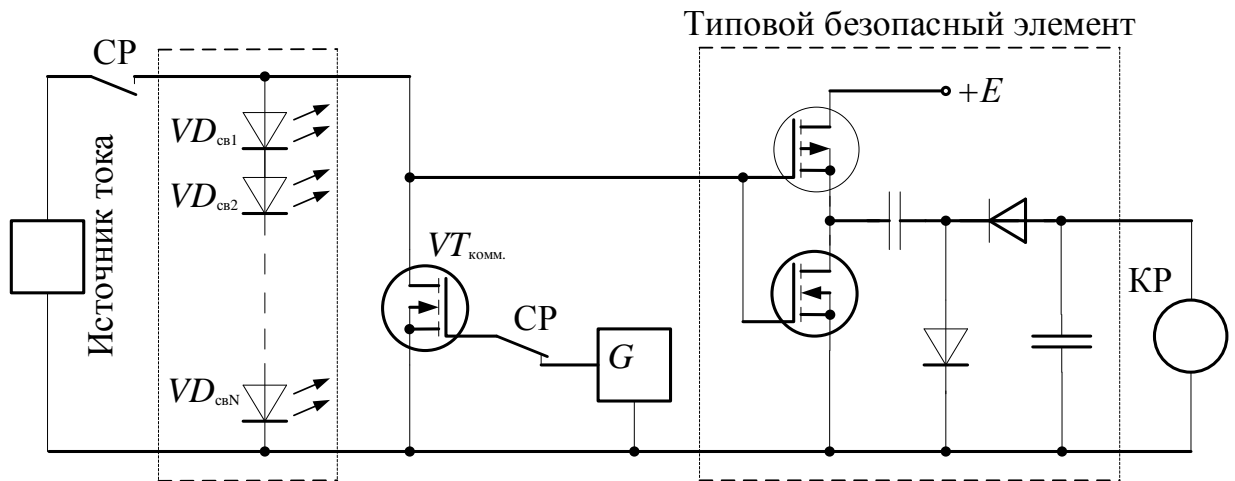 Типовой безопасный элемент
СР
+E
VDсв1
VDсв2
Источник тока
VTкомм.
СР
G
КР
VDсвN